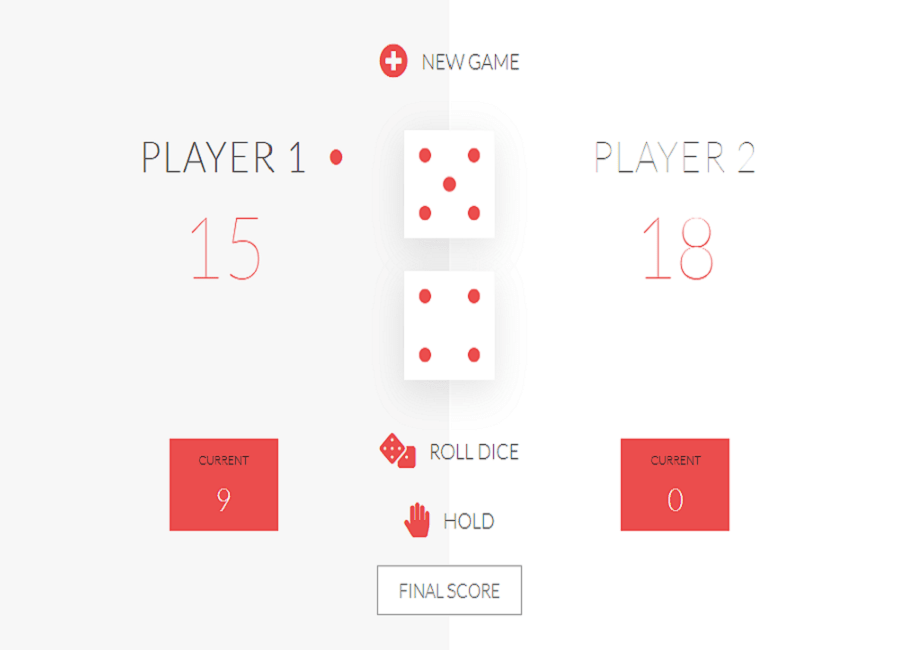 NEW GAME
PLAYER 1
PLAYER 2
15
18
CURRENT
9
CURRENT
0
ROLL DICE
HOLD
FINAL SCORE